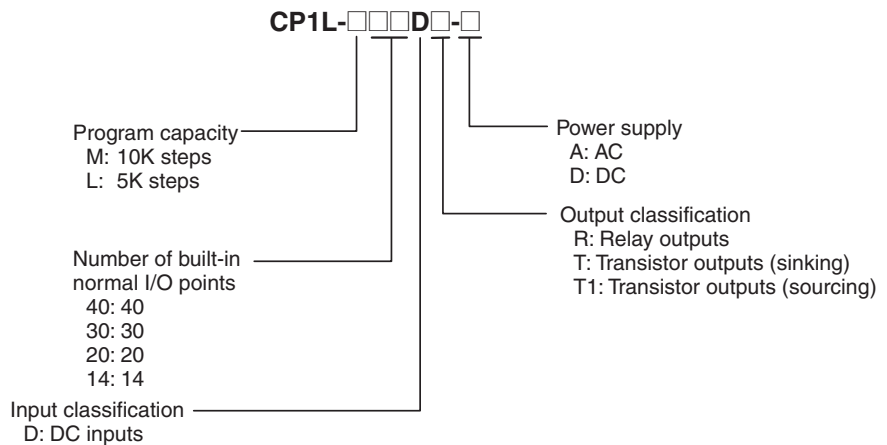 CP1L-□□□D□-□
Program capacity
M: 10K steps
L: 5K steps
Number of built-in
normal I/O points
40: 40
30: 30
20: 20
14: 14
Input classification
D: DC inputs
Power supply
A: AC
D: DC
Output classification
R: Relay outputs
T: Transistor outputs (sinking)
T1: Transistor outputs (sourcing)